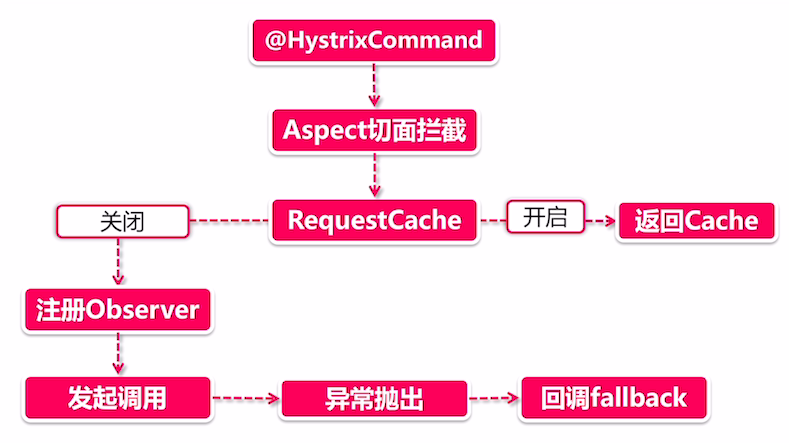 @HystrixCommand
Aspect切面拦截
关闭
RequestCache
开启
返回Cache
注册Observer
发起调用
异常抛出
回调fallback